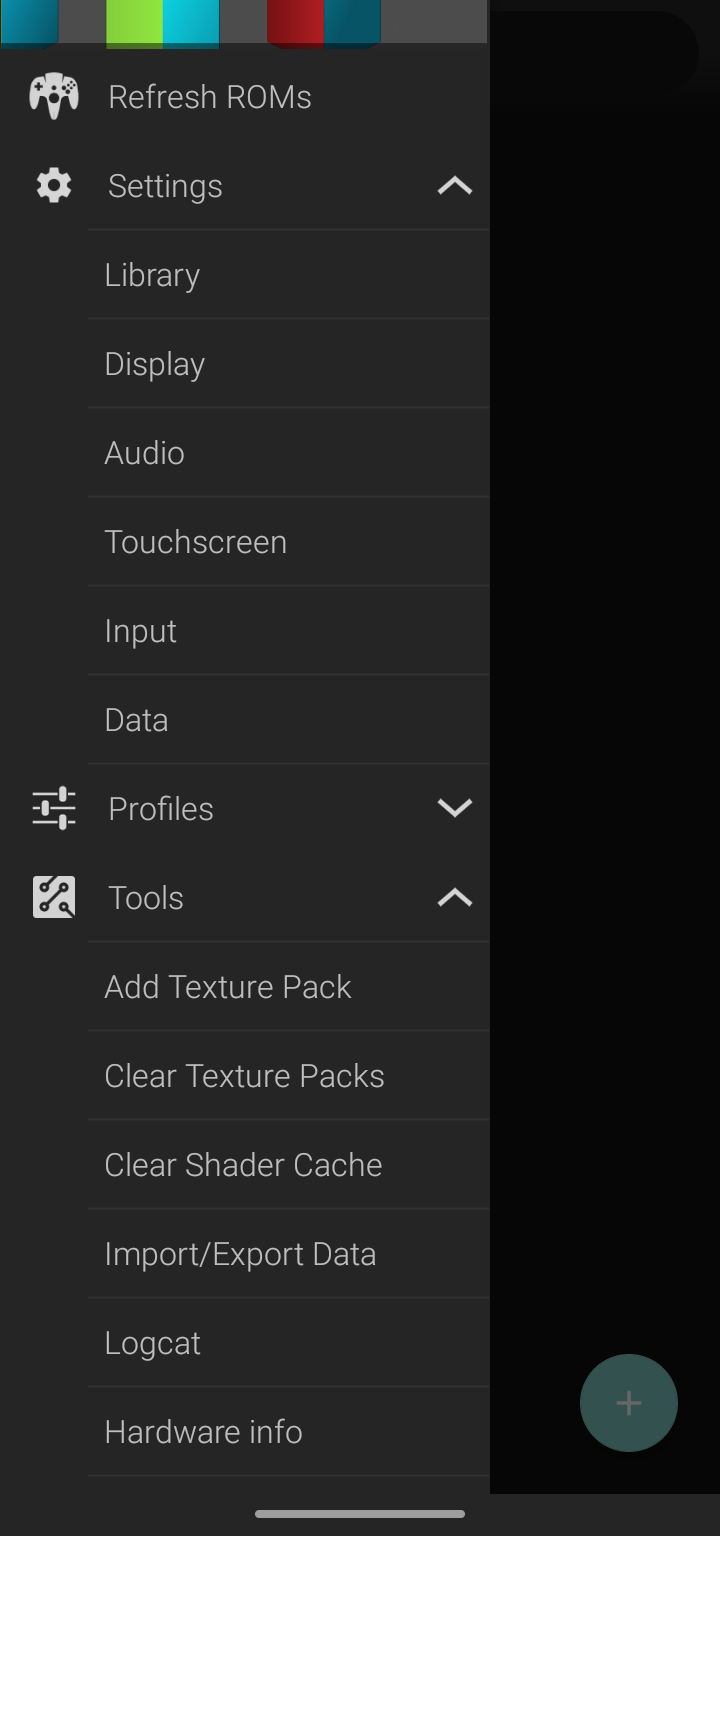 Refresh ROMs
Settings
Library
Display
Audio
Touchscreen
Input
Data
Profiles
Tools
Add Texture Pack
Clear Texture Packs
Clear Shader Cache
Import/Export Data
Logcat
Hardware info
+